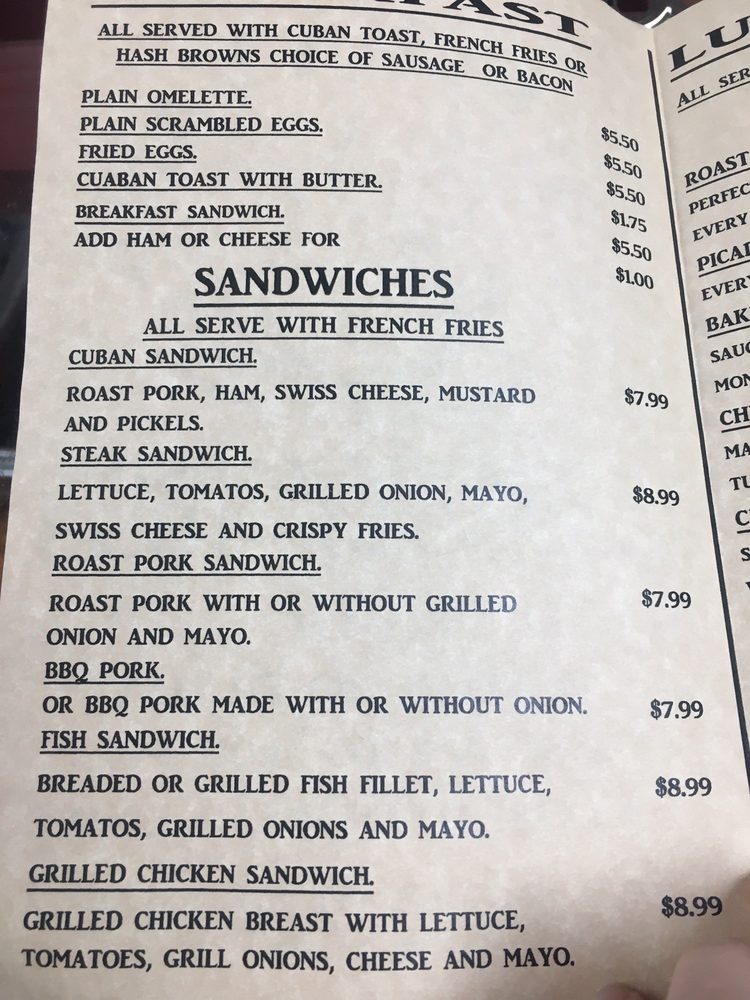 ALL SERVED WITH CUBAN TOAST, FRENCH FRIES OR
HASH BROWNS CHOICE OF SAUSAGE OR BACON
PLAIN OMELETTE.
PLAIN SCRAMBLED EGGS. $5.50
FRIED EGGS. $5.50
CUABAN TOAST WITH BUTTER. $5.50
BREAKFAST SANDWICH. $1.75
ADD HAM OR CHEESE FOR $5.50
SANDWICHES $1.00
ALL SERVE WITH FRENCH FRIES
CUBAN SANDWICH.
ROAST PORK, HAM, SWISS CHEESE, MUSTARD $7.99
AND PICKELS.
STEAK SANDWICH.
LETTUCE, TOMATOS, GRILLED ONION, MAYO, $8.99
SWISS CHEESE AND CRISPY FRIES.
ROAST PORK SANDWICH.
ROAST PORK WITH OR WITHOUT GRILLED $7.99
ONION AND MAYO.
BBQ PORK.
OR BBQ PORK MADE WITH OR WITHOUT ONION. $7.99
FISH SANDWICH.
BREADED OR GRILLED FISH FILLET, LETTUCE, $8.99
TOMATOS, GRILLED ONIONS AND MAYO.
GRILLED CHICKEN SANDWICH.
GRILLED CHICKEN BREAST WITH LETTUCE, $8.99
TOMATOES, GRILL ONIONS, CHEESE AND MAYO.
ALL
ROAST
EVERY